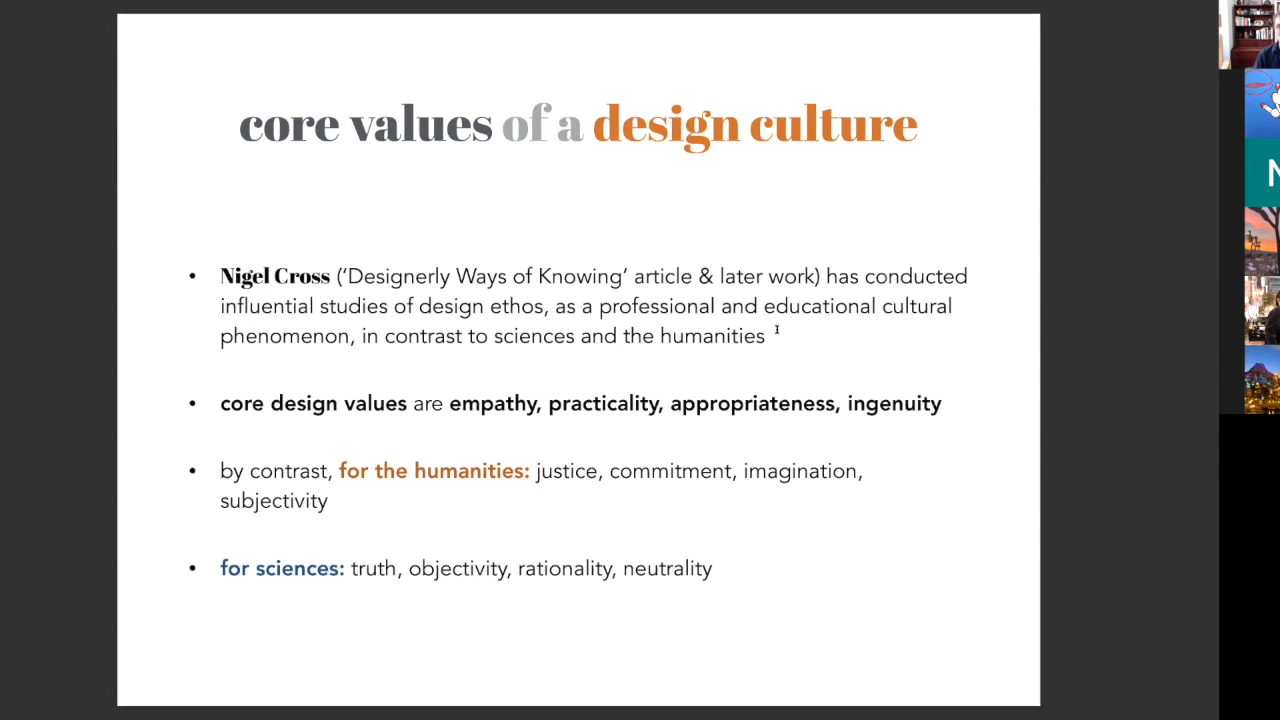 core values of a design culture
• Nigel Cross (‘Designerly Ways of Knowing’ article & later work) has conducted
influential studies of design ethos, as a professional and educational cultural
phenomenon, in contrast to sciences and the humanities
• core design values are empathy, practicality, appropriateness, ingenuity
• by contrast, for the humanities: justice, commitment, imagination,
subjectivity
• for sciences: truth, objectivity, rationality, neutrality
N